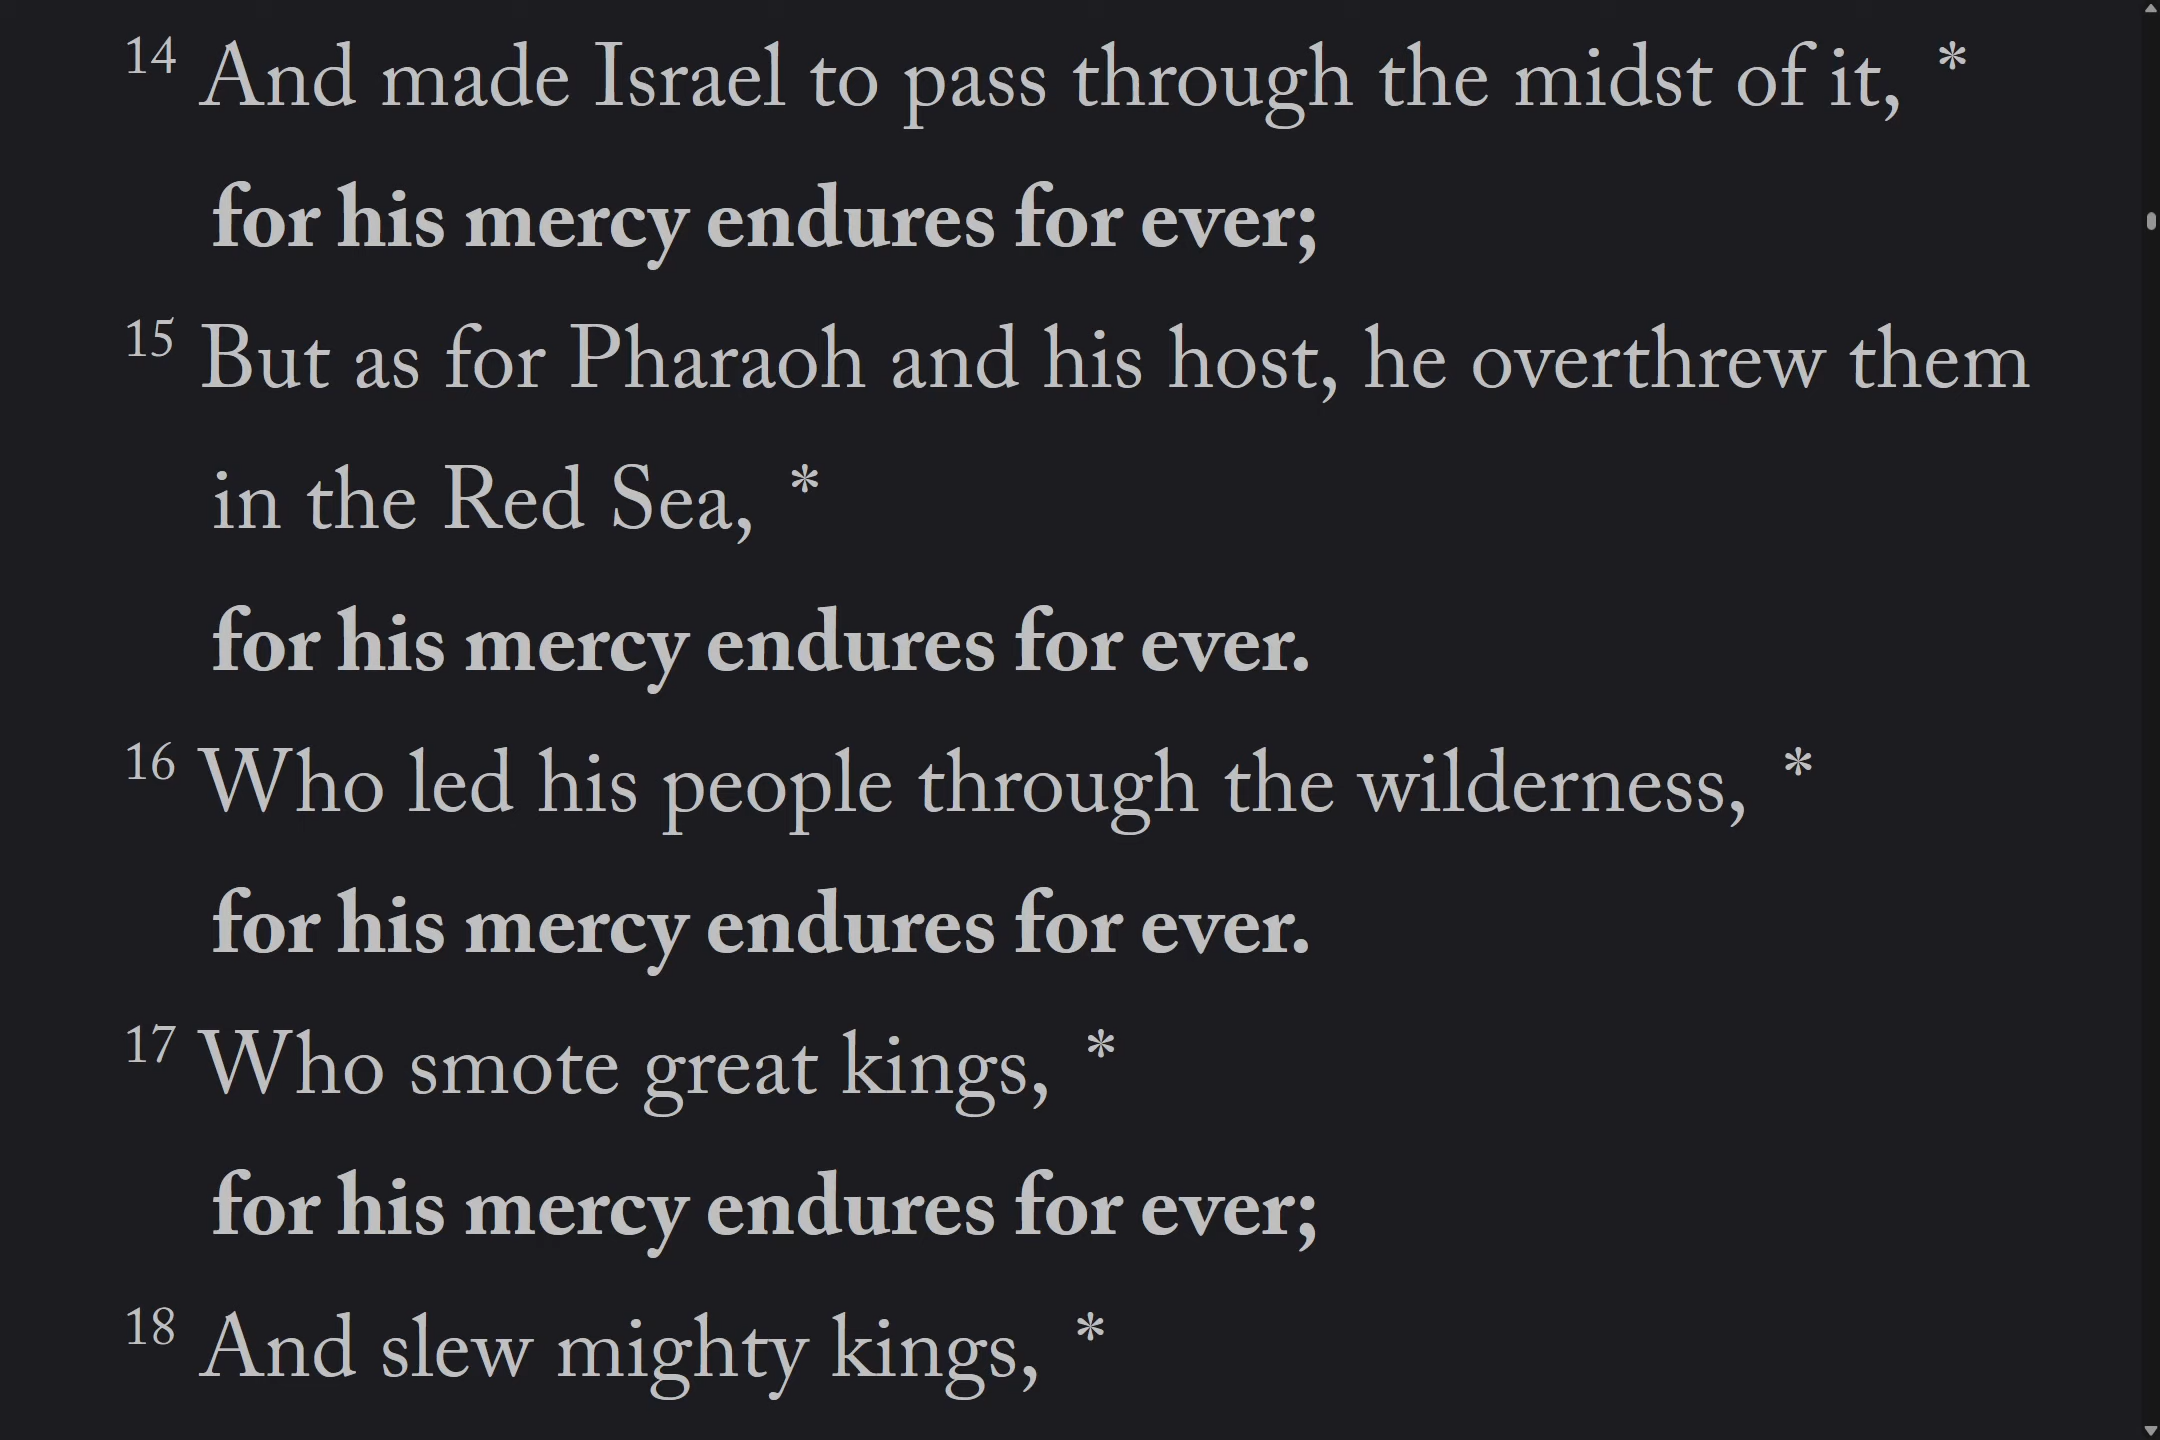 14 And made Israel to pass through the midst of it, *
for his mercy endures for ever;
15 But as for Pharaoh and his host, he overthrew them
in the Red Sea, *
for his mercy endures for ever.
16 Who led his people through the wilderness, *
for his mercy endures for ever.
17 Who smote great kings, *
for his mercy endures for ever;
18 And slew mighty kings, *